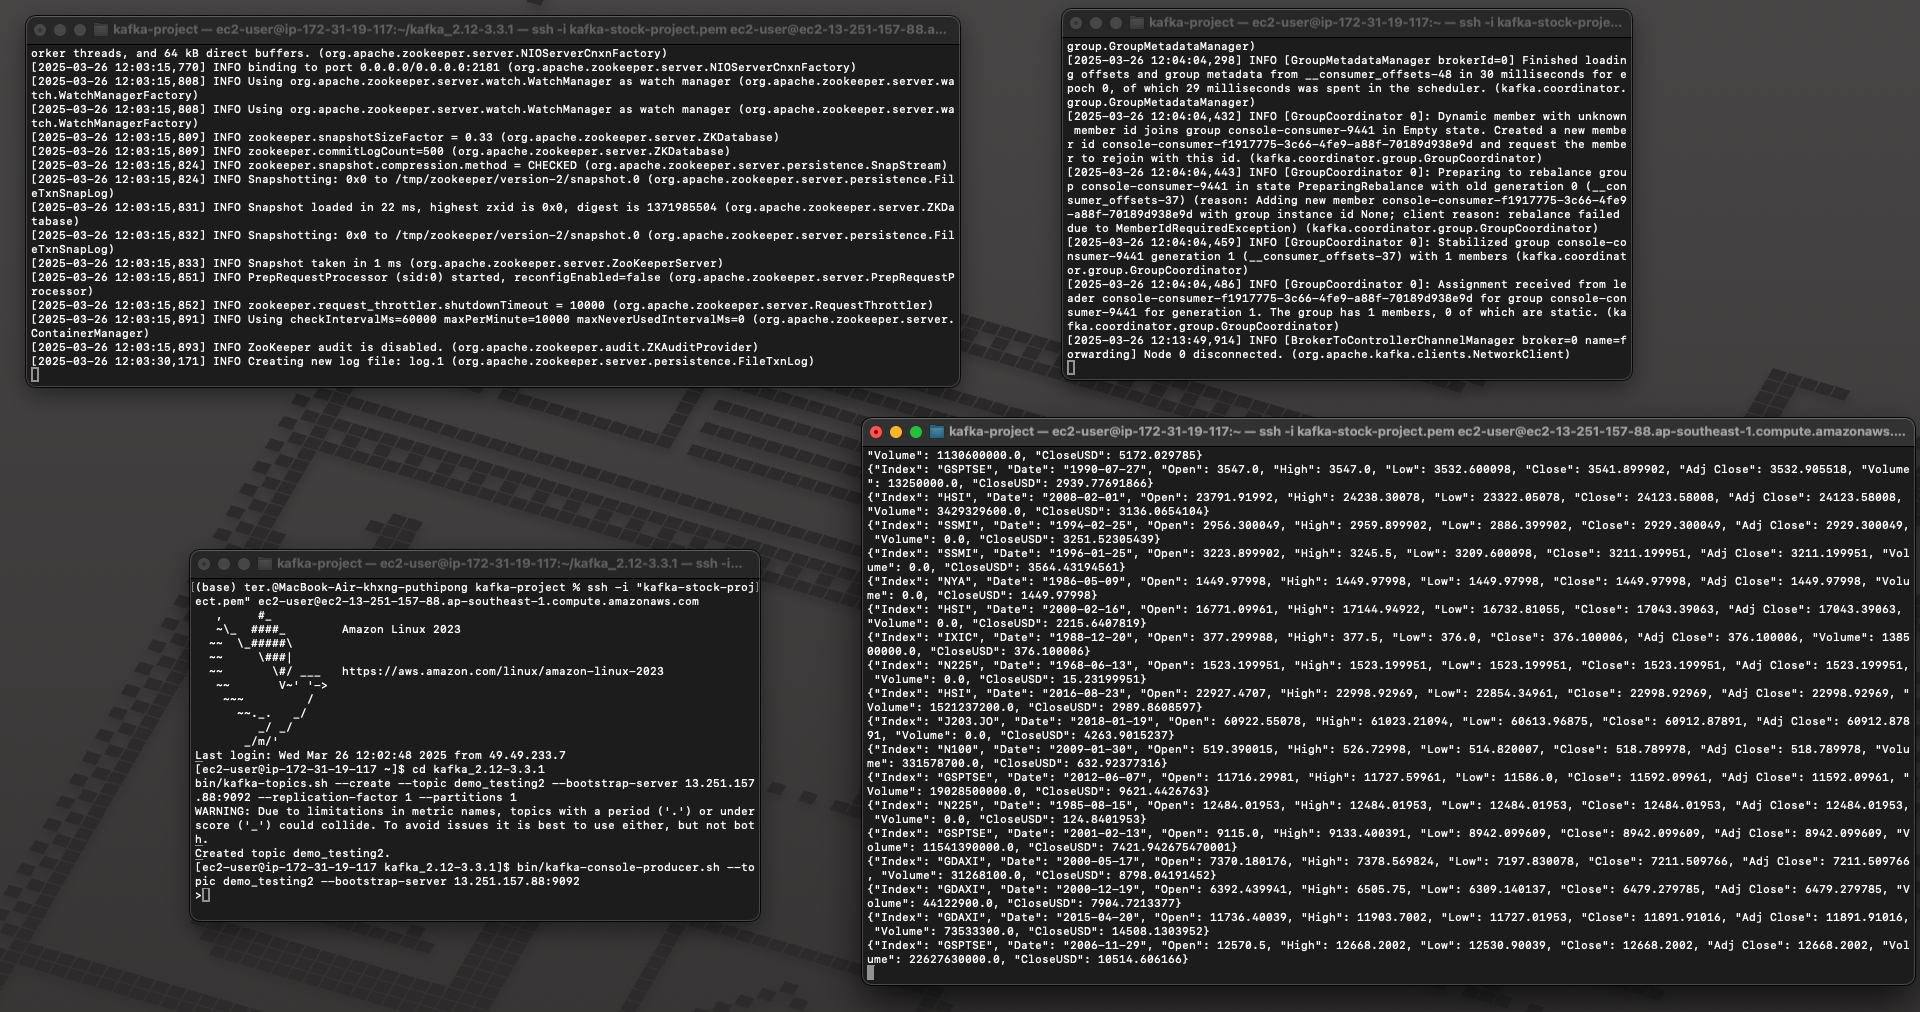 kafka-project — ec2-user@ip-172-31-19-117:~/kafka_2.12-3.3.1 — ssh -i kafka-stock-project.pem ec2-user@ec2-13-251-157-88.a...
orker threads, and 64 kB direct buffers. (org.apache.zookeeper.server.NIOServerCnxnFactory)
[2025-03-26 12:03:15,770] INFO binding to port 0.0.0.0/0.0.0.0:2181 (org.apache.zookeeper.server.NIOServerCnxnFactory)
[2025-03-26 12:03:15,808] INFO Using org.apache.zookeeper.server.watch.WatchManager as watch manager (org.apache.zookeeper.server.wa
tch.WatchManagerFactory)
[2025-03-26 12:03:15,808] INFO Using org.apache.zookeeper.server.watch.WatchManager as watch manager (org.apache.zookeeper.server.wa
tch.WatchManagerFactory)
[2025-03-26 12:03:15,809] INFO zookeeper.snapshotSizeFactor = 0.33 (org.apache.zookeeper.server.ZKDatabase)
[2025-03-26 12:03:15,809] INFO zookeeper.commitLogCount=500 (org.apache.zookeeper.server.ZKDatabase)
[2025-03-26 12:03:15,824] INFO zookeeper.snapshot.compression.method = CHECKED (org.apache.zookeeper.server.persistence.SnapStream)
[2025-03-26 12:03:15,824] INFO Snapshotting: 0x0 to /tmp/zookeeper/version-2/snapshot.0 (org.apache.zookeeper.server.persistence.Fil
eTxnSnapLog)
[2025-03-26 12:03:15,831] INFO Snapshot loaded in 22 ms, highest zxid is 0x0, digest is 1371985504 (org.apache.zookeeper.server.ZKDa
tabase)
[2025-03-26 12:03:15,832] INFO Snapshotting: 0x0 to /tmp/zookeeper/version-2/snapshot.0 (org.apache.zookeeper.server.persistence.Fil
eTxnSnapLog)
[2025-03-26 12:03:15,833] INFO Snapshot taken in 1 ms (org.apache.zookeeper.server.ZooKeeperServer)
[2025-03-26 12:03:15,851] INFO PrepRequestProcessor (sid:0) started, reconfigEnabled=false (org.apache.zookeeper.server.PrepRequestP
rocessor)
[2025-03-26 12:03:15,852] INFO zookeeper.request_throttler.shutdownTimeout = 10000 (org.apache.zookeeper.server.RequestThrottler)
[2025-03-26 12:03:15,891] INFO Using checkIntervalMs=60000 maxPerMinute=10000 maxNeverUsedIntervalMs=0 (org.apache.zookeeper.server.
ContainerManager)
[2025-03-26 12:03:15,893] INFO ZooKeeper audit is disabled. (org.apache.zookeeper.audit.ZKAuditProvider)
[2025-03-26 12:03:30,171] INFO Creating new log file: log.1 (org.apache.zookeeper.server.persistence.FileTxnLog)
kafka-project — ec2-user@ip-172-31-19-117:~ — ssh -i kafka-stock-proje...
group.GroupMetadataManager)
[2025-03-26 12:04:04,298] INFO [GroupMetadataManager brokerId=0] Finished loadin
g offsets and group metadata from __consumer_offsets-48 in 30 milliseconds for e
poch 0, of which 29 milliseconds was spent in the scheduler. (kafka.coordinator.
group.GroupMetadataManager)
[2025-03-26 12:04:04,432] INFO [GroupCoordinator 0]: Dynamic member with unknown
 member id joins group console-consumer-9441 in Empty state. Created a new membe
r id console-consumer-f1917775-3c66-4fe9-a88f-70189d938e9d and request the membe
r to rejoin with this id. (kafka.coordinator.group.GroupCoordinator)
[2025-03-26 12:04:04,443] INFO [GroupCoordinator 0]: Preparing to rebalance grou
p console-consumer-9441 in state PreparingRebalance with old generation 0 (__con
sumer_offsets-37) (reason: Adding new member console-consumer-f1917775-3c66-4fe9
-a88f-70189d938e9d with group instance id None; client reason: rebalance failed
due to MemberIdRequiredException) (kafka.coordinator.group.GroupCoordinator)
[2025-03-26 12:04:04,459] INFO [GroupCoordinator 0]: Stabilized group console-co
nsumer-9441 generation 1 (__consumer_offsets-37) with 1 members (kafka.coordinat
or.group.GroupCoordinator)
[2025-03-26 12:04:04,486] INFO [GroupCoordinator 0]: Assignment received from le
ader console-consumer-f1917775-3c66-4fe9-a88f-70189d938e9d for group console-con
sumer-9441 for generation 1. The group has 1 members, 0 of which are static. (ka
fka.coordinator.group.GroupCoordinator)
[2025-03-26 12:13:49,914] INFO [BrokerToControllerChannelManager broker=0 name=f
orwarding] Node 0 disconnected. (org.apache.kafka.clients.NetworkClient)
kafka-project — ec2-user@ip-172-31-19-117:~/kafka_2.12-3.3.1 — ssh -i...
[(base) ter.@MacBook-Air-khxng-puthipong kafka-project % ssh -i "kafka-stock-proj]
ect.pem" ec2-user@ec2-13-251-157-88.ap-southeast-1.compute.amazonaws.com
   ,     #_
   ~\_  ####_        Amazon Linux 2023
  ~~  \_#####\
  ~~     \###|
  ~~       \#/ ___   https://aws.amazon.com/linux/amazon-linux-2023
   ~~       V~' '->
    ~~~         /
      ~~._.   _/
         _/ _/
       _/m/'
Last login: Wed Mar 26 12:02:48 2025 from 49.49.233.7
[ec2-user@ip-172-31-19-117 ~]$ cd kafka_2.12-3.3.1
bin/kafka-topics.sh --create --topic demo_testing2 --bootstrap-server 13.251.157
.88:9092 --replication-factor 1 --partitions 1
WARNING: Due to limitations in metric names, topics with a period ('.') or under
score ('_') could collide. To avoid issues it is best to use either, but not bot
h.
Created topic demo_testing2.
[ec2-user@ip-172-31-19-117 kafka_2.12-3.3.1]$ bin/kafka-console-producer.sh --to
pic demo_testing2 --bootstrap-server 13.251.157.88:9092
>
kafka-project — ec2-user@ip-172-31-19-117:~ — ssh -i kafka-stock-project.pem ec2-user@ec2-13-251-157-88.ap-southeast-1.compute.amazonaws....
"Volume": 1130600000.0, "CloseUSD": 5172.029785}
{"Index": "GSPTSE", "Date": "1990-07-27", "Open": 3547.0, "High": 3547.0, "Low": 3532.600098, "Close": 3541.899902, "Adj Close": 3532.905518, "Volume
": 13250000.0, "CloseUSD": 2939.77691866}
{"Index": "HSI", "Date": "2008-02-01", "Open": 23791.91992, "High": 24238.30078, "Low": 23322.05078, "Close": 24123.58008, "Adj Close": 24123.58008,
"Volume": 3429329600.0, "CloseUSD": 3136.0654104}
{"Index": "SSMI", "Date": "1994-02-25", "Open": 2956.300049, "High": 2959.899902, "Low": 2886.399902, "Close": 2929.300049, "Adj Close": 2929.300049,
 "Volume": 0.0, "CloseUSD": 3251.52305439}
{"Index": "SSMI", "Date": "1996-01-25", "Open": 3223.899902, "High": 3245.5, "Low": 3209.600098, "Close": 3211.199951, "Adj Close": 3211.199951, "Vol
ume": 0.0, "CloseUSD": 3564.43194561}
{"Index": "NYA", "Date": "1986-05-09", "Open": 1449.97998, "High": 1449.97998, "Low": 1449.97998, "Close": 1449.97998, "Adj Close": 1449.97998, "Volu
me": 0.0, "CloseUSD": 1449.97998}
{"Index": "HSI", "Date": "2000-02-16", "Open": 16771.09961, "High": 17144.94922, "Low": 16732.81055, "Close": 17043.39063, "Adj Close": 17043.39063,
"Volume": 0.0, "CloseUSD": 2215.6407819}
{"Index": "IXIC", "Date": "1988-12-20", "Open": 377.299988, "High": 377.5, "Low": 376.0, "Close": 376.100006, "Adj Close": 376.100006, "Volume": 1385
00000.0, "CloseUSD": 376.100006}
{"Index": "N225", "Date": "1968-06-13", "Open": 1523.199951, "High": 1523.199951, "Low": 1523.199951, "Close": 1523.199951, "Adj Close": 1523.199951,
 "Volume": 0.0, "CloseUSD": 15.23199951}
{"Index": "HSI", "Date": "2016-08-23", "Open": 22927.4707, "High": 22998.92969, "Low": 22854.34961, "Close": 22998.92969, "Adj Close": 22998.92969, "
Volume": 1521237200.0, "CloseUSD": 2989.8608597}
{"Index": "J203.JO", "Date": "2018-01-19", "Open": 60922.55078, "High": 61023.21094, "Low": 60613.96875, "Close": 60912.87891, "Adj Close": 60912.878
91, "Volume": 0.0, "CloseUSD": 4263.9015237}
{"Index": "N100", "Date": "2009-01-30", "Open": 519.390015, "High": 526.72998, "Low": 514.820007, "Close": 518.789978, "Adj Close": 518.789978, "Volu
me": 331578700.0, "CloseUSD": 632.92377316}
{"Index": "GSPTSE", "Date": "2012-06-07", "Open": 11716.29981, "High": 11727.59961, "Low": 11586.0, "Close": 11592.09961, "Adj Close": 11592.09961, "
Volume": 19028500000.0, "CloseUSD": 9621.4426763}
{"Index": "N225", "Date": "1985-08-15", "Open": 12484.01953, "High": 12484.01953, "Low": 12484.01953, "Close": 12484.01953, "Adj Close": 12484.01953,
 "Volume": 0.0, "CloseUSD": 124.8401953}
{"Index": "GSPTSE", "Date": "2001-02-13", "Open": 9115.0, "High": 9133.400391, "Low": 8942.099609, "Close": 8942.099609, "Adj Close": 8942.099609, "V
olume": 11541390000.0, "CloseUSD": 7421.942675470001}
{"Index": "GDAXI", "Date": "2000-05-17", "Open": 7370.180176, "High": 7378.569824, "Low": 7197.830078, "Close": 7211.509766, "Adj Close": 7211.509766
, "Volume": 31268100.0, "CloseUSD": 8798.04191452}
{"Index": "GDAXI", "Date": "2000-12-19", "Open": 6392.439941, "High": 6505.75, "Low": 6309.140137, "Close": 6479.279785, "Adj Close": 6479.279785, "V
olume": 44122900.0, "CloseUSD": 7904.7213377}
{"Index": "GDAXI", "Date": "2015-04-20", "Open": 11736.40039, "High": 11903.7002, "Low": 11727.01953, "Close": 11891.91016, "Adj Close": 11891.91016,
 "Volume": 73533300.0, "CloseUSD": 14508.1303952}
{"Index": "GSPTSE", "Date": "2006-11-29", "Open": 12570.5, "High": 12668.2002, "Low": 12530.90039, "Close": 12668.2002, "Adj Close": 12668.2002, "Vol
ume": 22627630000.0, "CloseUSD": 10514.606166}